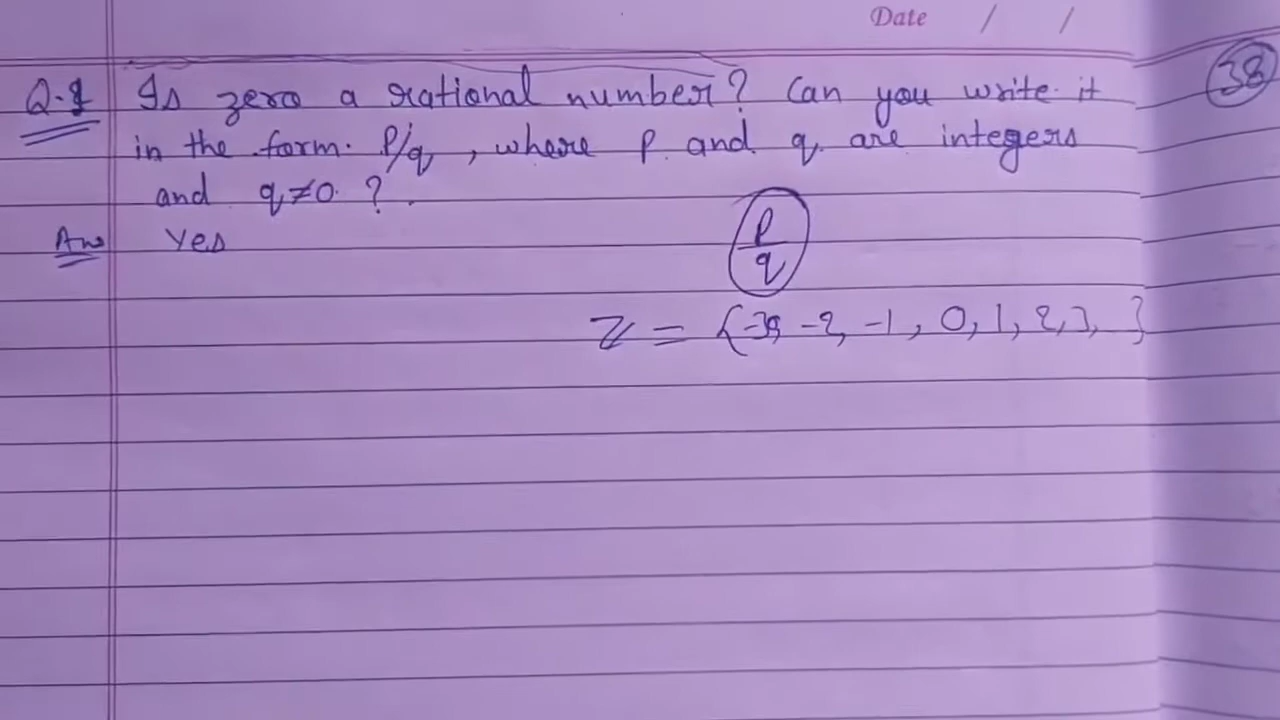 Date / /
38
Q.1 Is zero a rational number? Can you write it
in the form. P/q, where p and q are integers
and q≠0 ?.
Ans Yes
p/q
Z = {-3, -2, -1, 0, 1, 2, 3, }